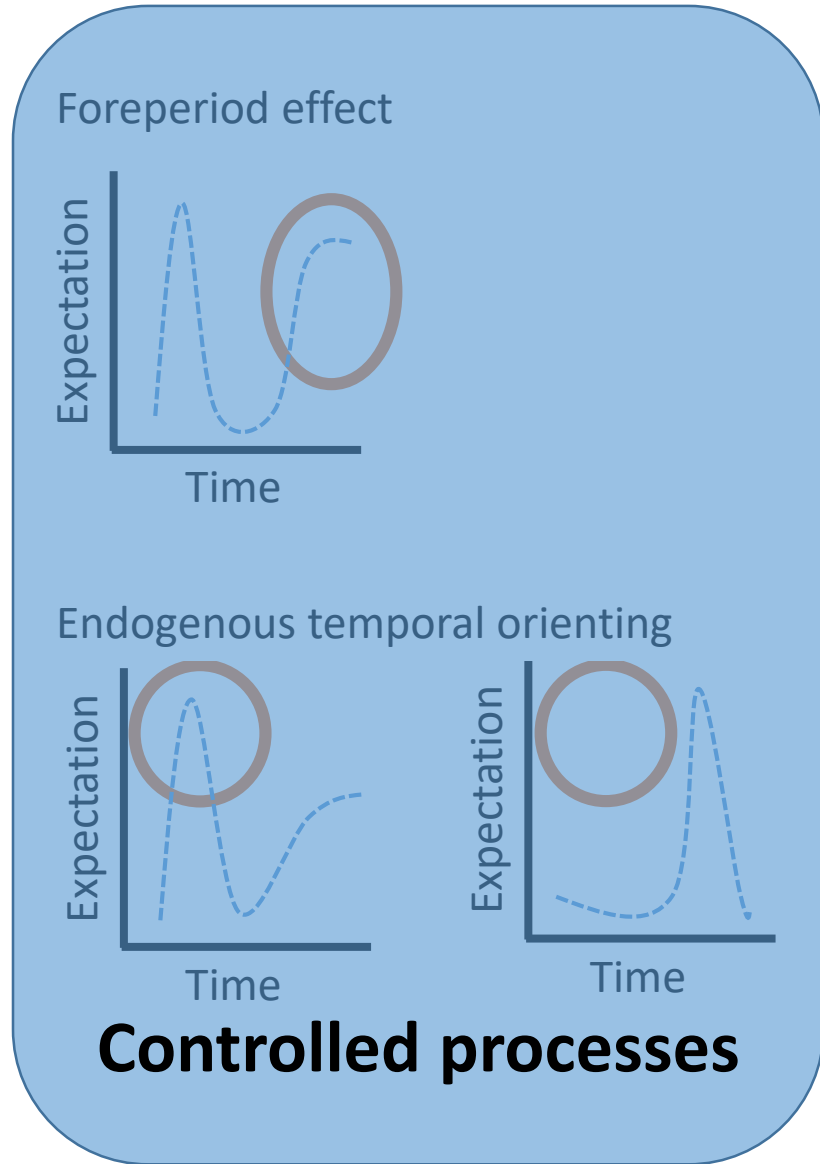 Foreperiod effect
Expectation
Time
Endogenous temporal orienting
Expectation
Time
Expectation
Time
Controlled processes